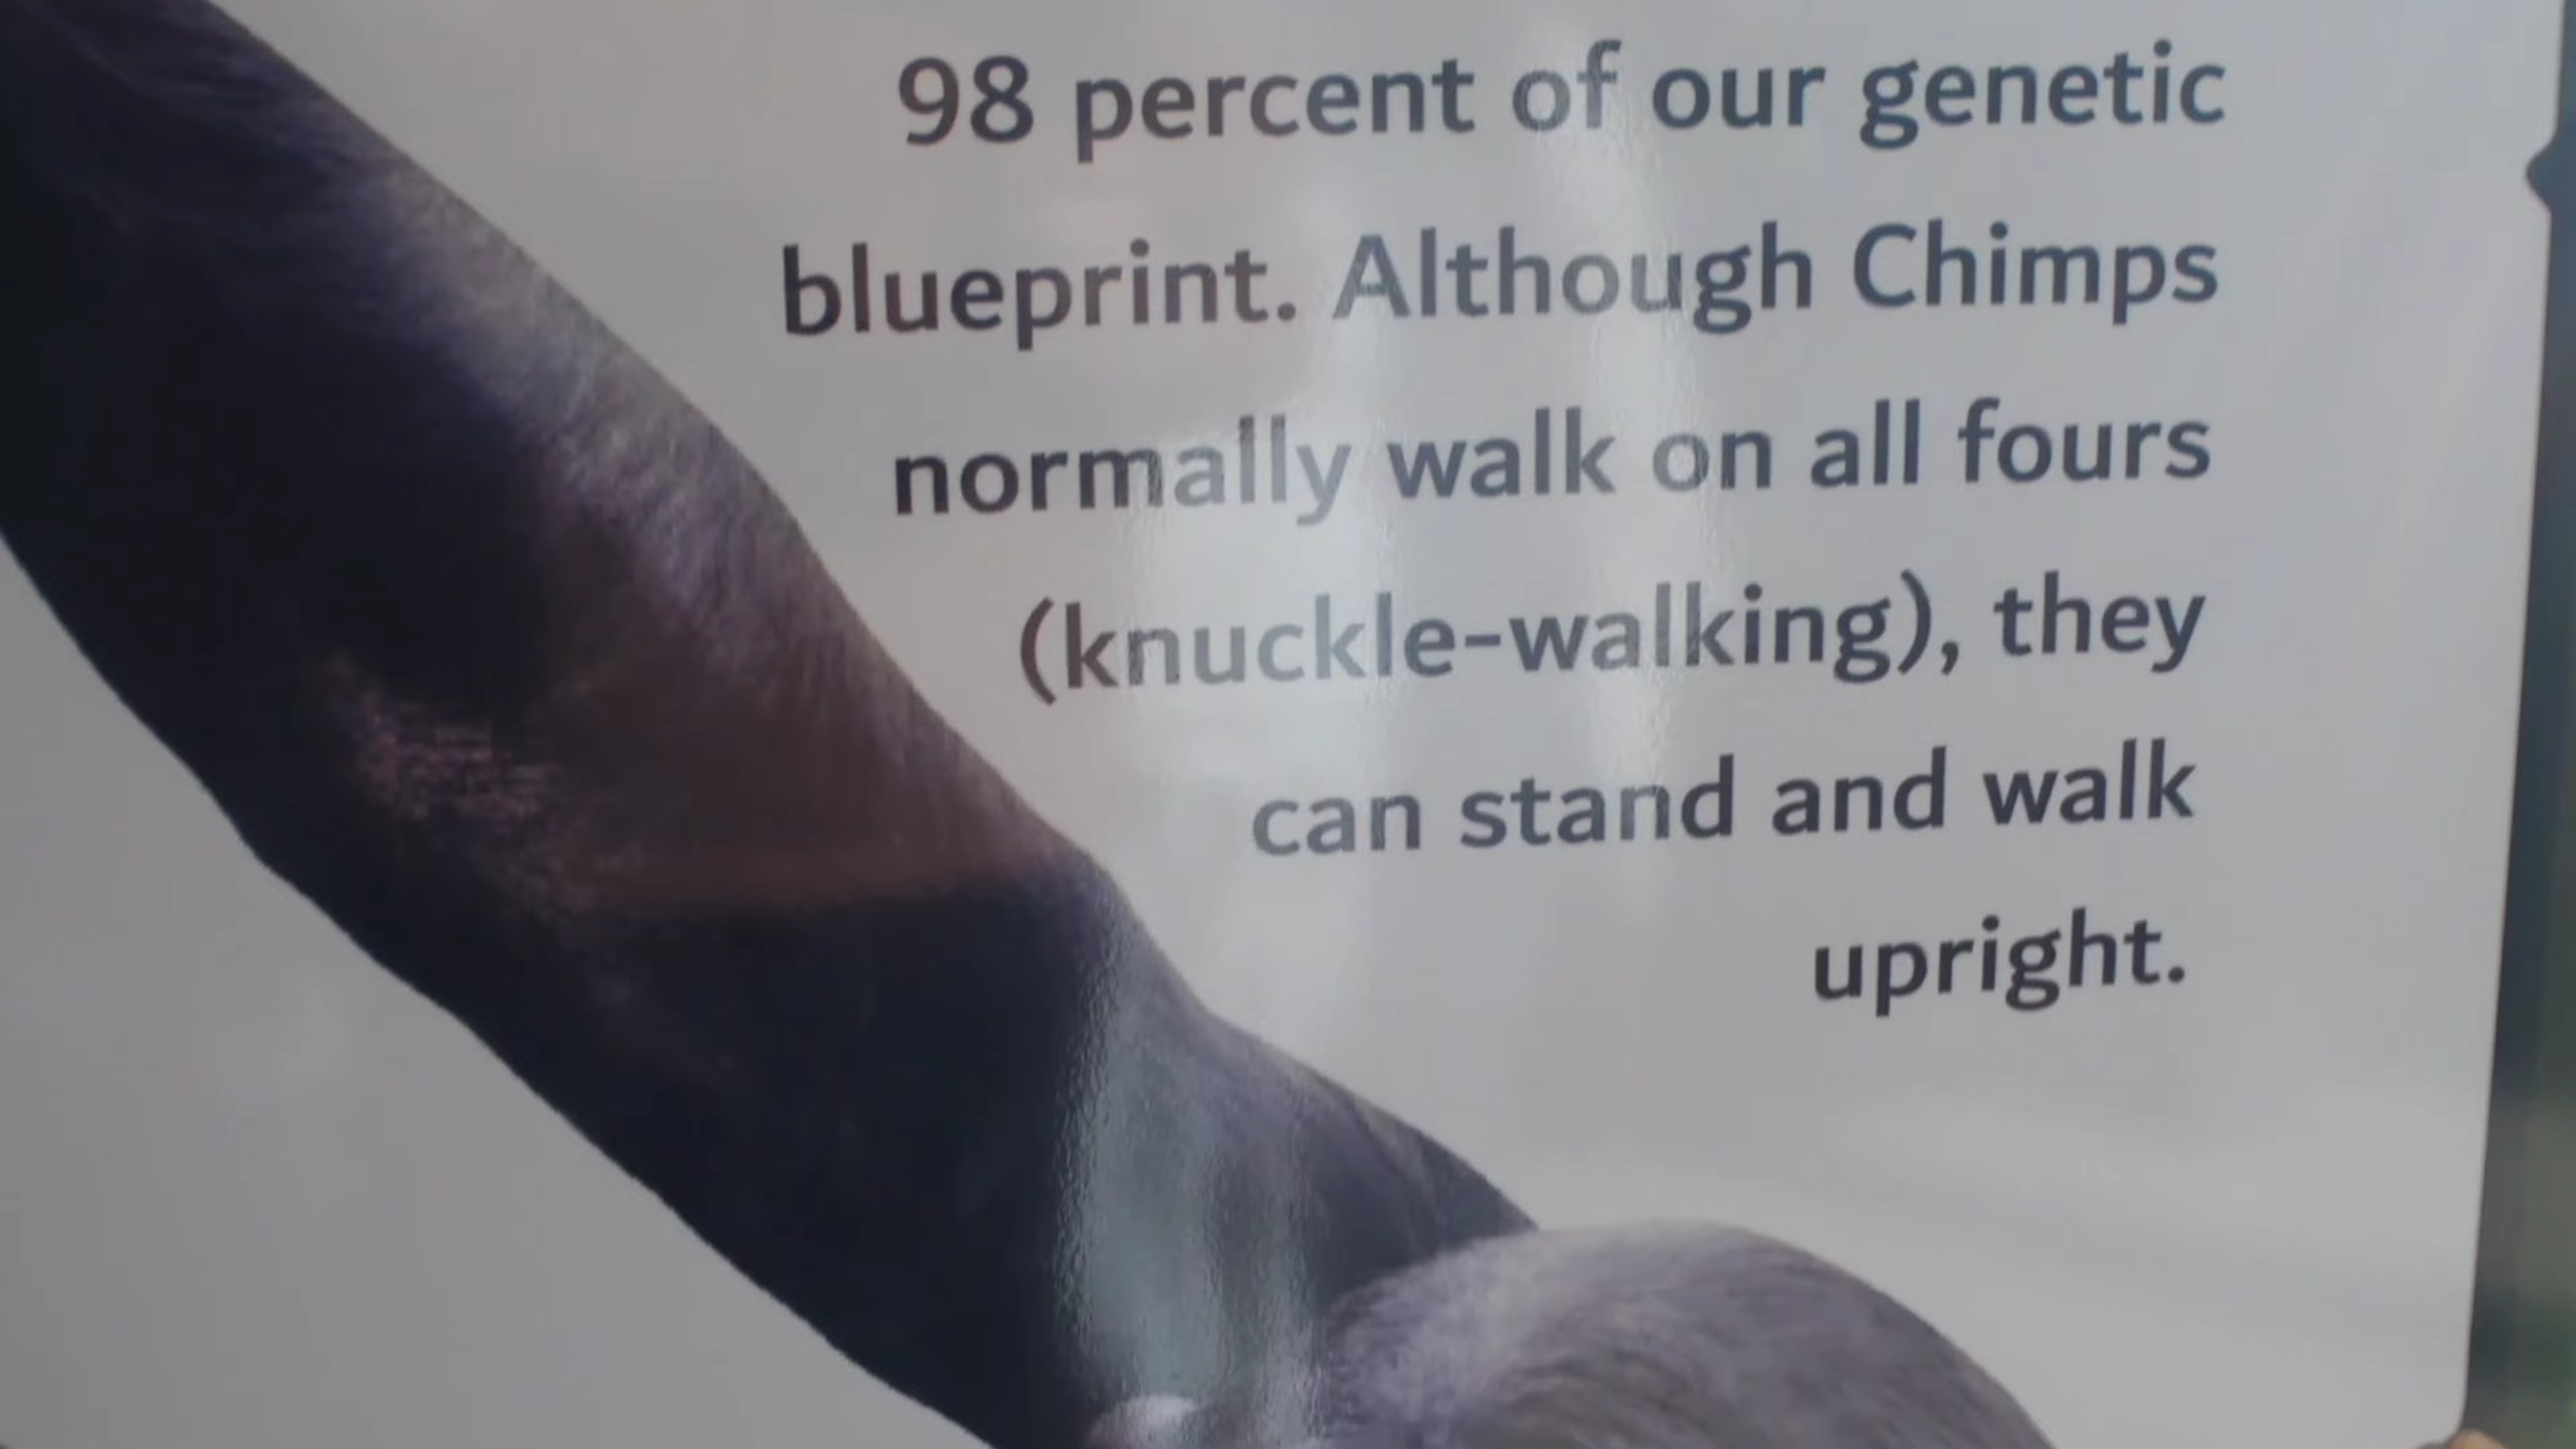 98 percent of our genetic
blueprint. Although Chimps
normally walk on all fours
(knuckle-walking), they
can stand and walk
upright.